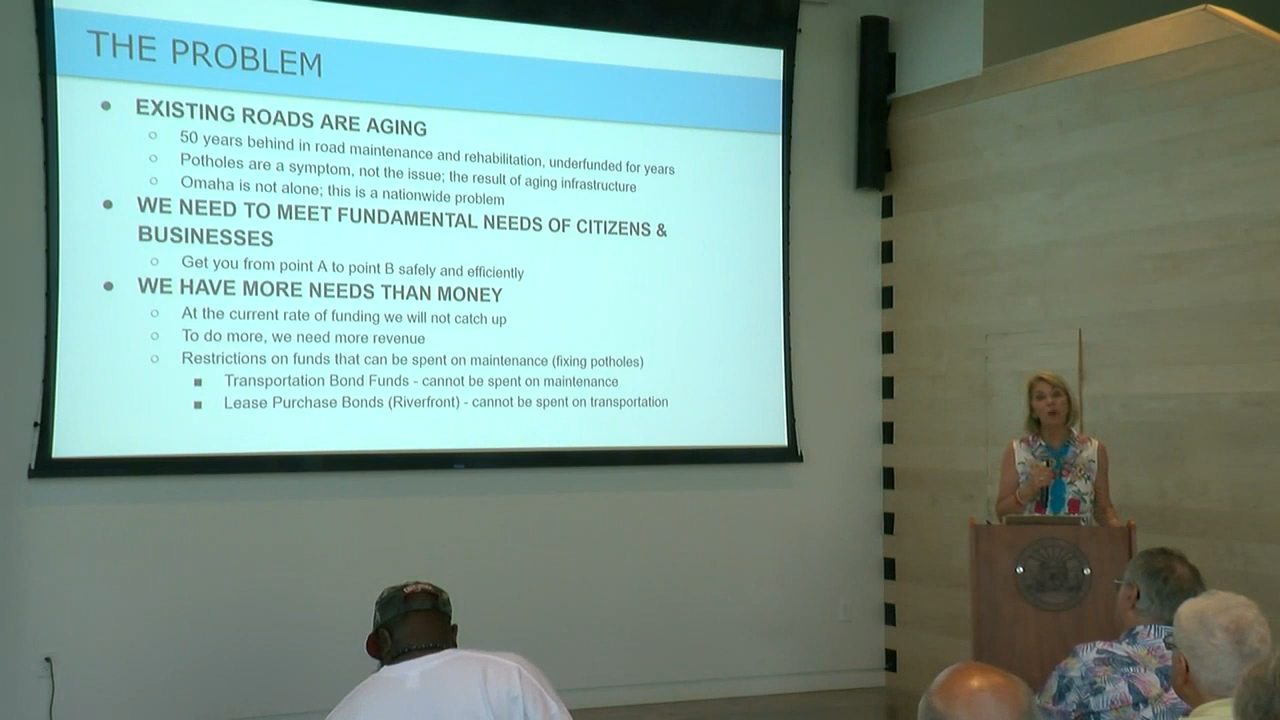 THE PROBLEM
EXISTING ROADS ARE AGING
50 years behind in road maintenance and rehabilitation, underfunded for years
Potholes are a symptom, not the issue; the result of aging infrastructure
Omaha is not alone; this is a nationwide problem
WE NEED TO MEET FUNDAMENTAL NEEDS OF CITIZENS &
BUSINESSES
Get you from point A to point B safely and efficiently
WE HAVE MORE NEEDS THAN MONEY
At the current rate of funding we will not catch up
To do more, we need more revenue
Restrictions on funds that can be spent on maintenance (fixing potholes)
Transportation Bond Funds - cannot be spent on maintenance
Lease Purchase Bonds (Riverfront) - cannot be spent on transportation